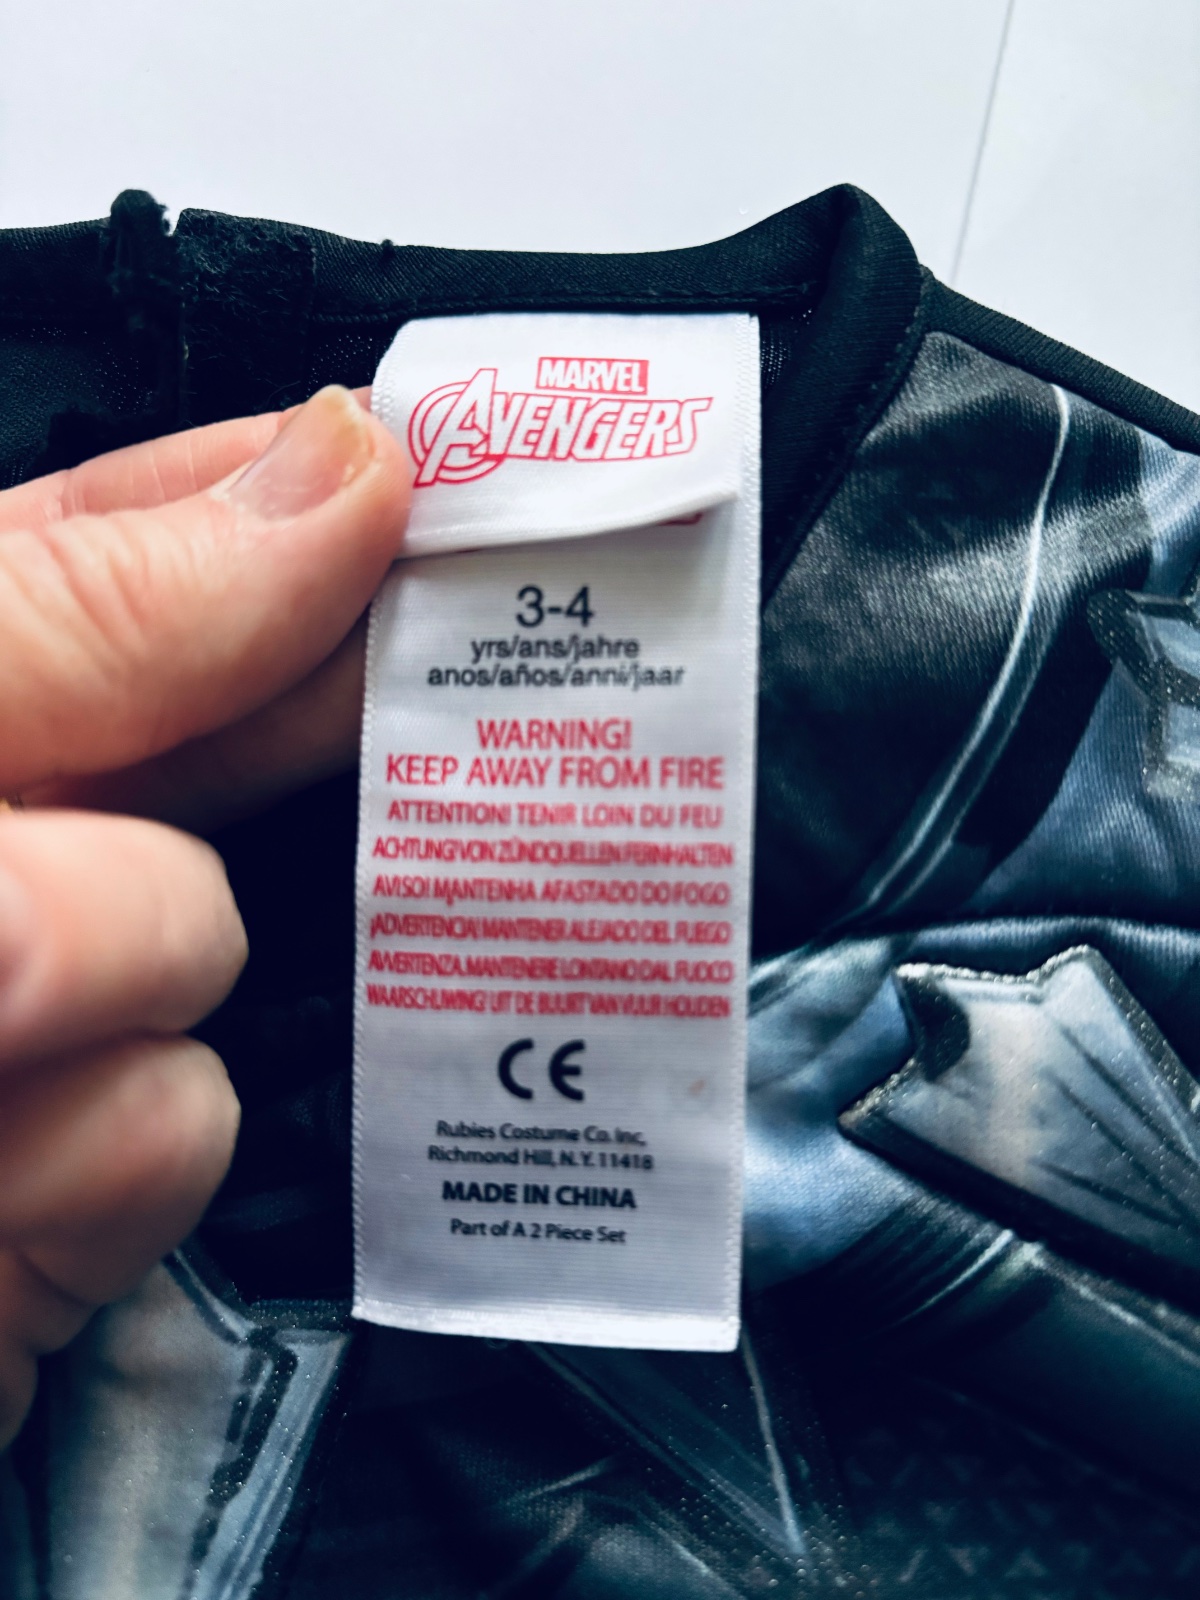 MARVEL
AVENGERS
3-4
yrs/ans/jahre
anos/años/anni/jaar
WARNING!
KEEP AWAY FROM FIRE
ATTENTION! TENIR LOIN DU FEU
ACHTUNG! VON ZÜNDQUELLEN FERNHALTEN
AVISO! MANTENHA AFASTADO DO FOGO
¡ADVERTENCIA! MANTENER ALEJADO DEL FUEGO
AVVERTENZA. MANTENERE LONTANO DAL FUOCO
WAARSCHUWING! UIT DE BUURT VAN VUUR HOUDEN
CE
Rubies Costume Co. Inc,
Richmond Hill, N.Y. 11418
MADE IN CHINA
Part of A 2 Piece Set